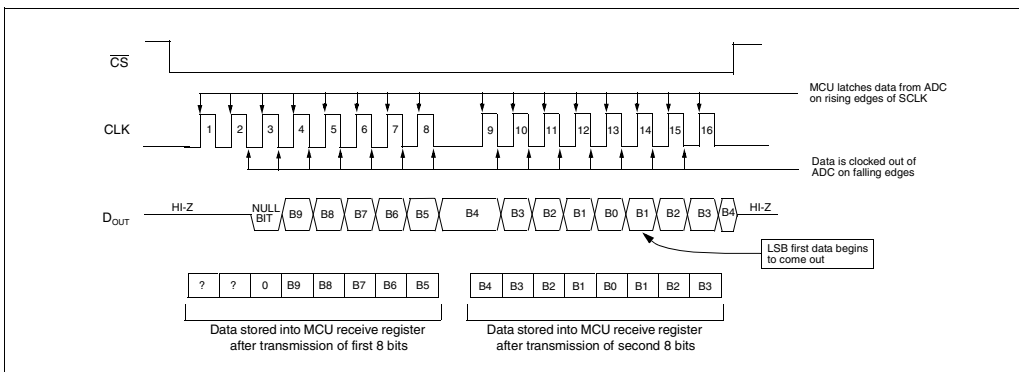 CS
MCU latches data from ADC
on rising edges of SCLK
CLK
1 2 3 4 5 6 7 8 9 10 11 12 13 14 15 16
Data is clocked out of
ADC on falling edges
DOUT
HI-Z
NULL
BIT
B9 B8 B7 B6 B5 B4 B3 B2 B1 B0 B1 B2 B3 B4
HI-Z
LSB first data begins
to come out
? ? 0 B9 B8 B7 B6 B5
B4 B3 B2 B1 B0 B1 B2 B3
Data stored into MCU receive register
after transmission of first 8 bits
Data stored into MCU receive register
after transmission of second 8 bits